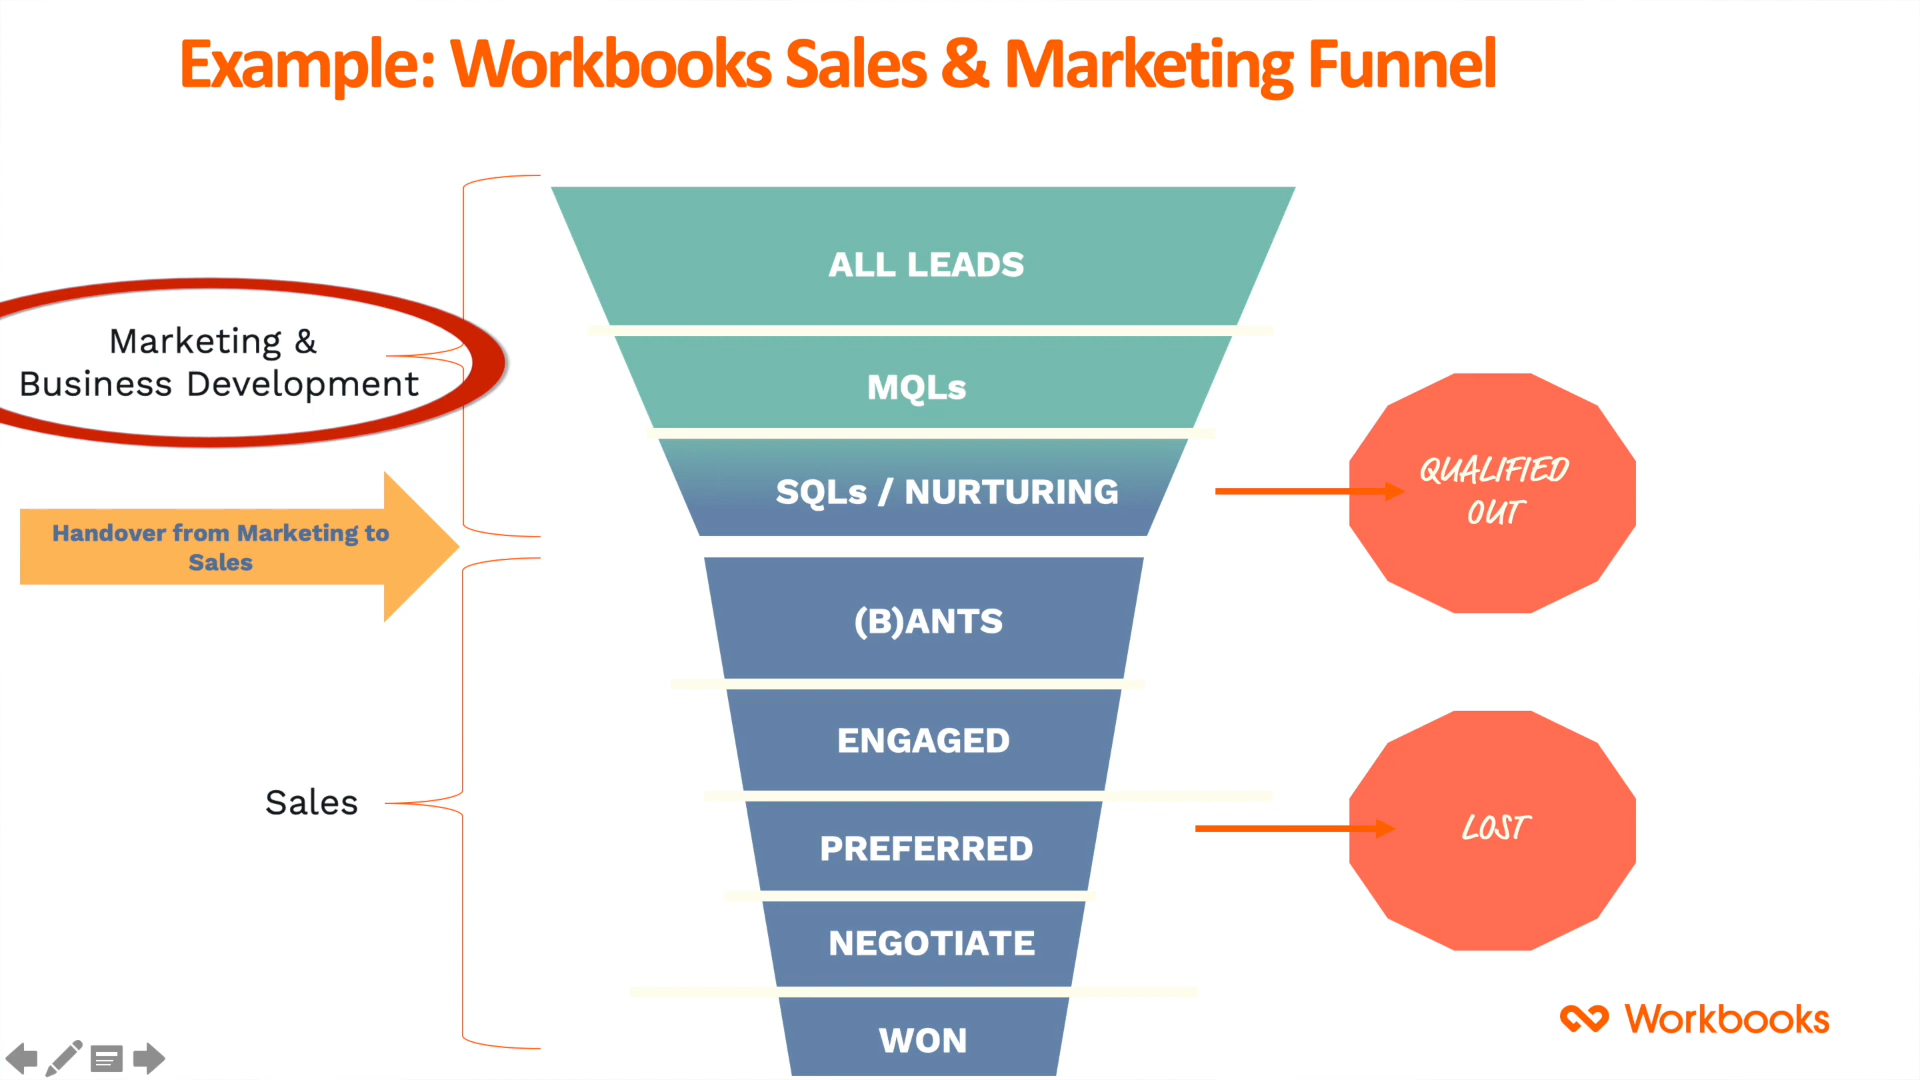 Example: Workbooks Sales & Marketing Funnel
ALL LEADS
Marketing &
Business Development
MQLs
QUALIFIED
OUT
SQLs / NURTURING
Handover from Marketing to
Sales
(B)ANTS
ENGAGED
Sales
PREFERRED
LOST
NEGOTIATE
WON
Workbooks